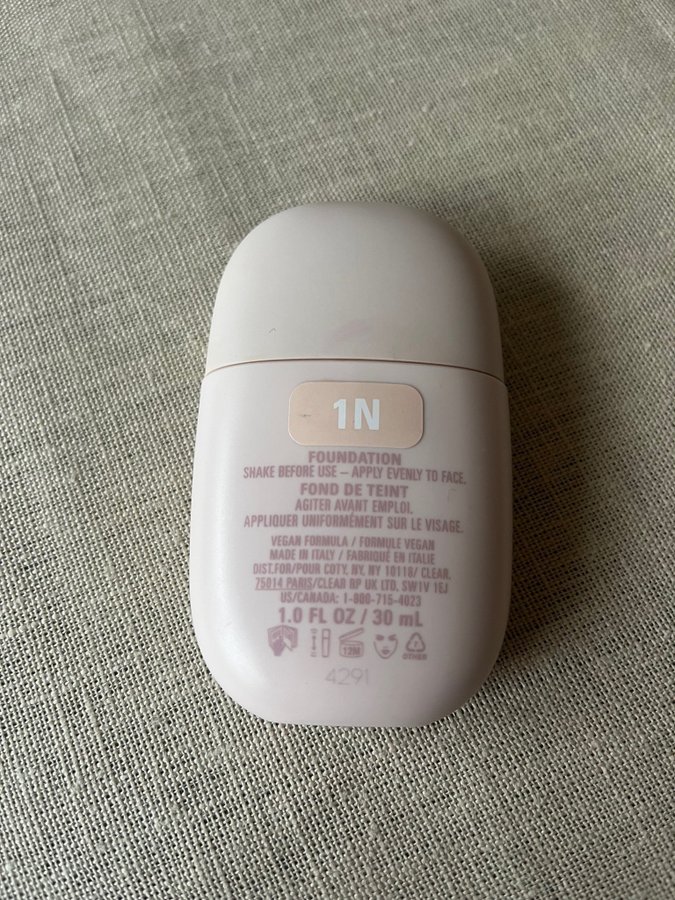 1N
FOUNDATION
SHAKE BEFORE USE – APPLY EVENLY TO FACE.
FOND DE TEINT
AGITER AVANT EMPLOI.
APPLIQUER UNIFORMÉMENT SUR LE VISAGE.
VEGAN FORMULA / FORMULE VEGAN
MADE IN ITALY / FABRIQUÉ EN ITALIE
DIST.FOR/POUR COTY, NY, NY 10118/ CLEAR,
75014 PARIS/CLEAR RP UK LTD, SW1V 1EJ
US/CANADA: 1-800-715-4023
1.0 FL OZ / 30 mL
12M
OTHER
4291